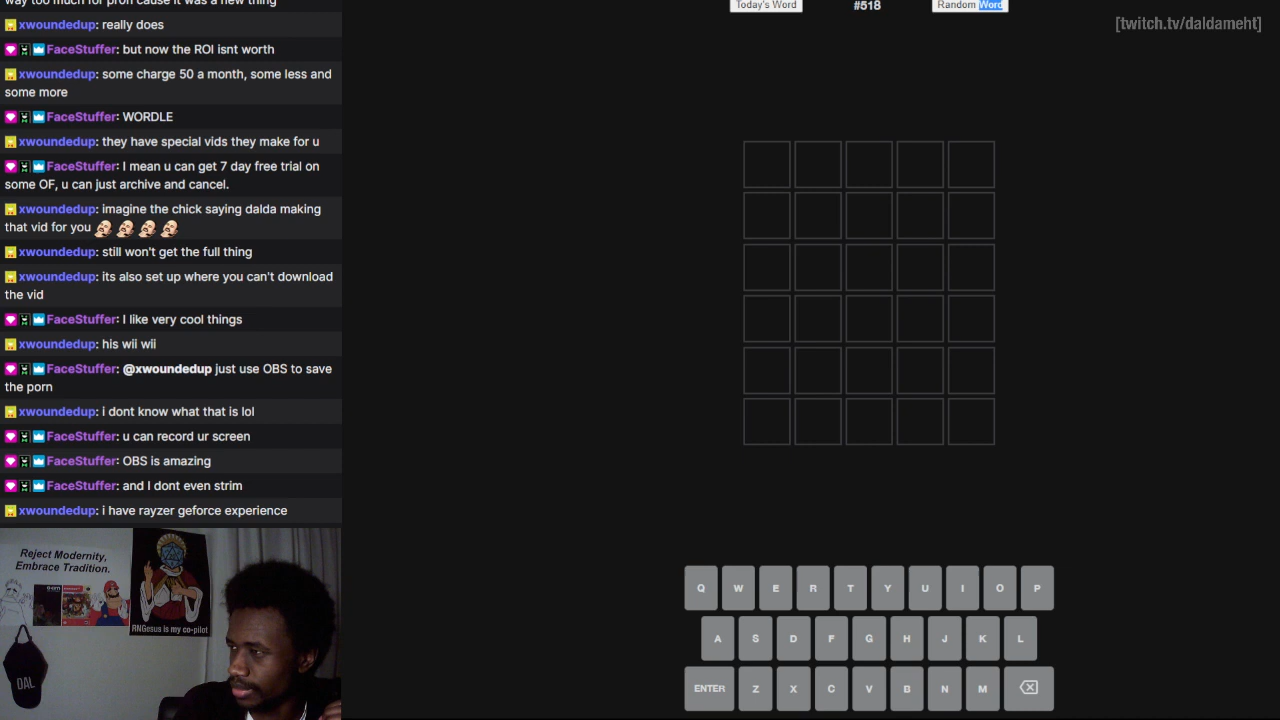 way too much for pron cause it was a new thing
xwoundedup: really does
FaceStuffer: but now the ROI isnt worth
xwoundedup: some charge 50 a month, some less and
some more
FaceStuffer: WORDLE
xwoundedup: they have special vids they make for u
FaceStuffer: I mean u can get 7 day free trial on
some OF, u can just archive and cancel.
xwoundedup: imagine the chick saying dalda making
that vid for you
xwoundedup: still won't get the full thing
xwoundedup: its also set up where you can't download
the vid
FaceStuffer: I like very cool things
xwoundedup: his wii wii
FaceStuffer: @xwoundedup just use OBS to save
the porn
xwoundedup: i dont know what that is lol
FaceStuffer: u can record ur screen
FaceStuffer: OBS is amazing
FaceStuffer: and I dont even strim
xwoundedup: i have rayzer geforce experience
Reject Modernity,
Embrace Tradition.
RNGesus is my co-pilot
DAL
Today's Word
#518
Random Word
[twitch.tv/daldameht]
Q W E R T Y U I O P
A S D F G H J K L
ENTER Z X C V B N M